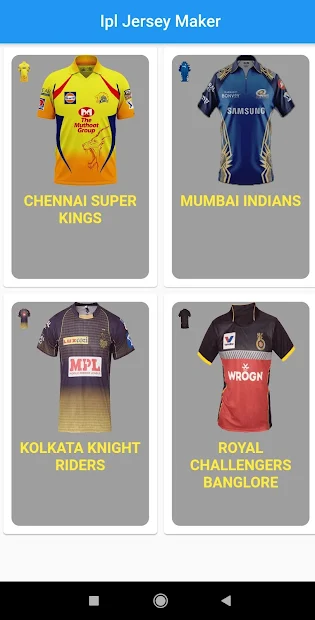 Ipl Jersey Maker
The
Muthoot
Group
CHENNAI SUPER
KINGS
SAMSUNG
MUMBAI INDIANS
MPL
KOLKATA KNIGHT
RIDERS
WROGN
ROYAL
CHALLENGERS
BANGLORE